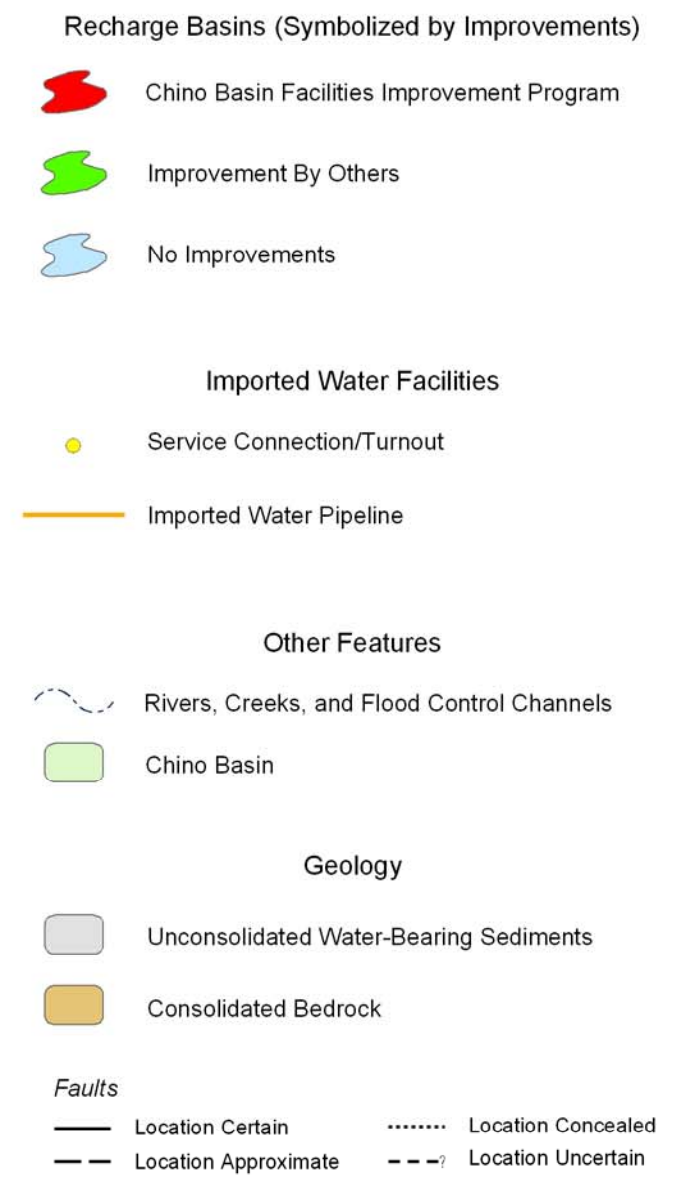 Recharge Basins (Symbolized by Improvements)
Chino Basin Facilities Improvement Program
Improvement By Others
No Improvements
Imported Water Facilities
Service Connection/Turnout
Imported Water Pipeline
Other Features
Rivers, Creeks, and Flood Control Channels
Chino Basin
Geology
Unconsolidated Water-Bearing Sediments
Consolidated Bedrock
Faults
Location Certain
Location Concealed
Location Approximate
? Location Uncertain